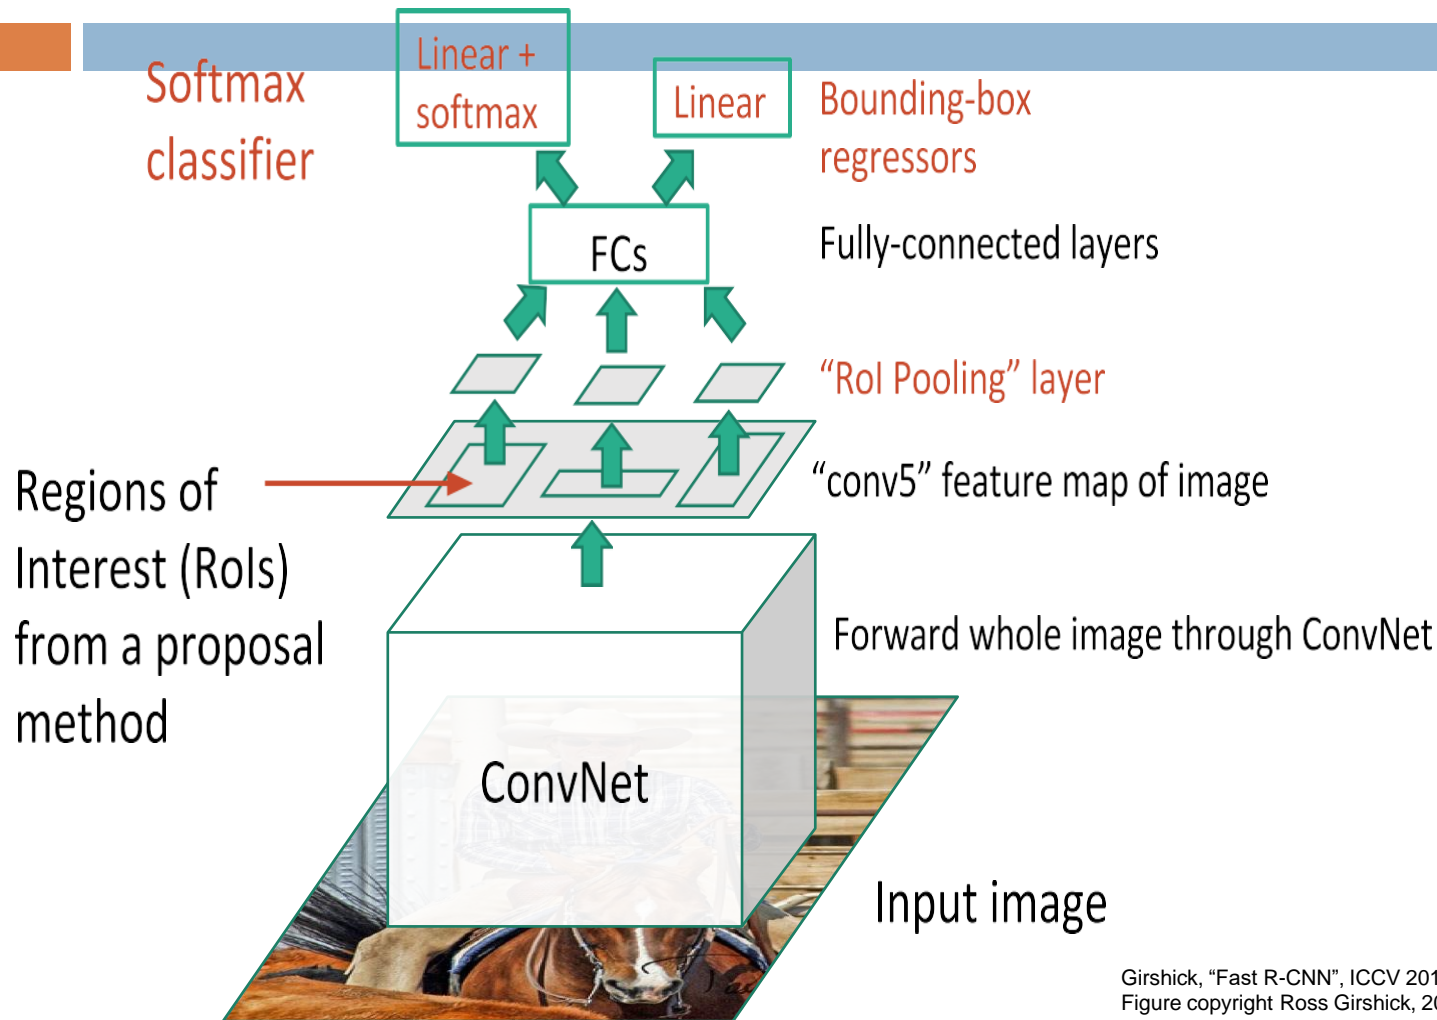 Softmax
classifier
Linear +
softmax
Linear
Bounding-box
regressors
FCs
Fully-connected layers
“RoI Pooling” layer
Regions of
Interest (RoIs)
from a proposal
method
“conv5” feature map of image
Forward whole image through ConvNet
ConvNet
Input image
Girshick, “Fast R-CNN”, ICCV 201
Figure copyright Ross Girshick, 20